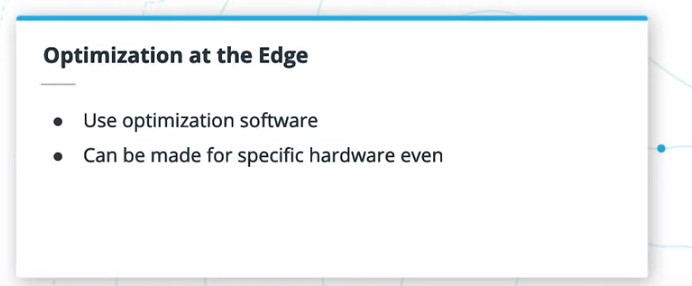 Optimization at the Edge
● Use optimization software
● Can be made for specific hardware even